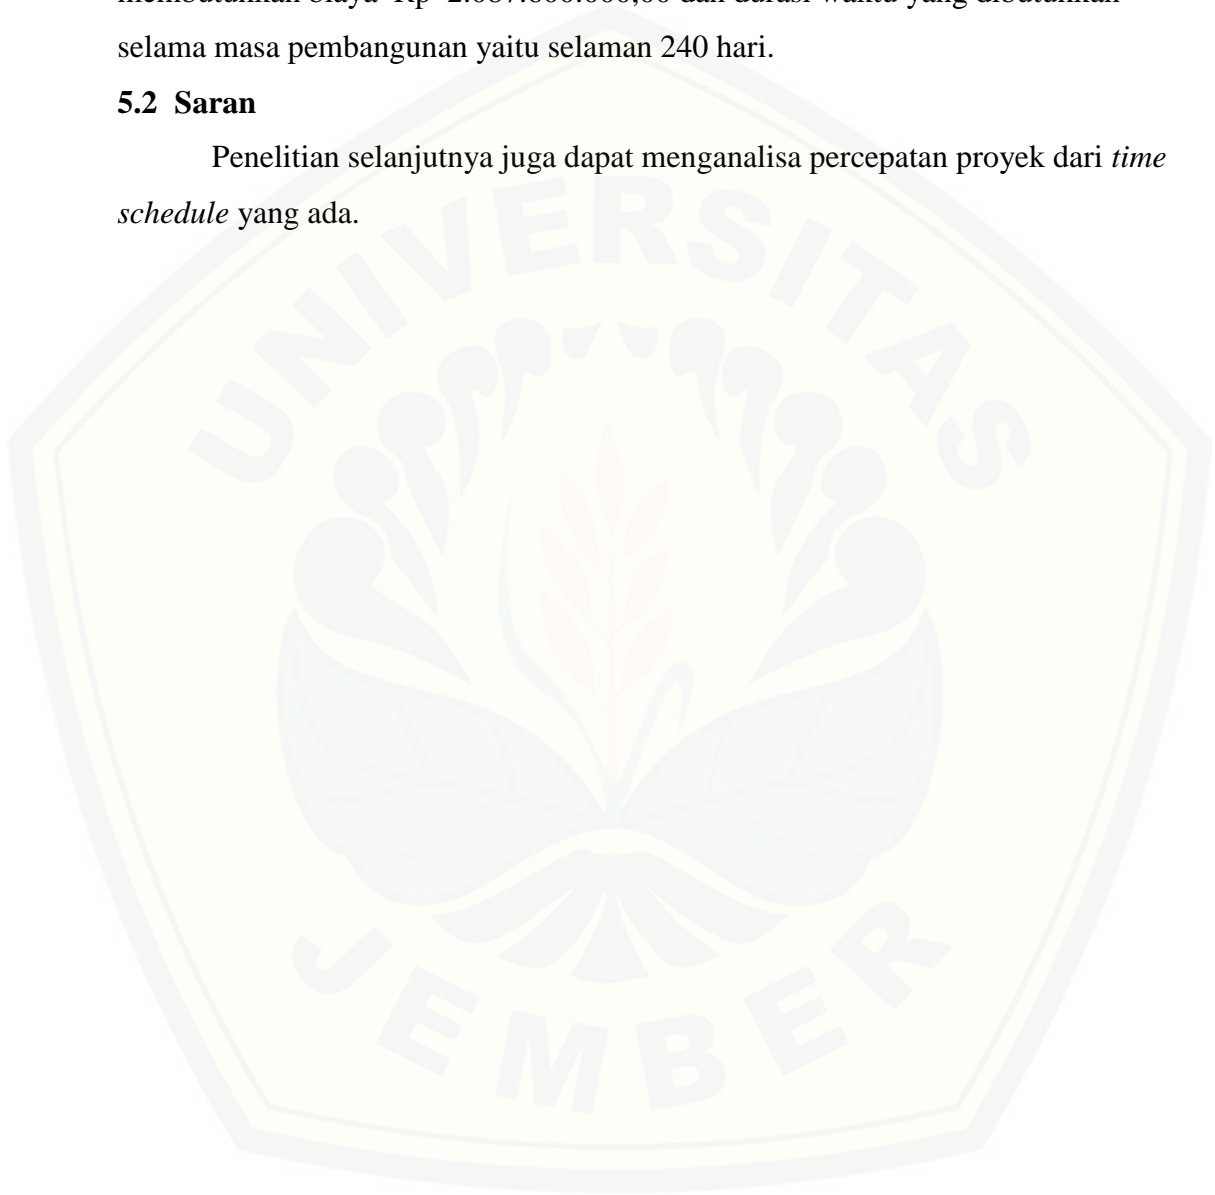 selama masa pembangunan yaitu selaman 240 hari.
5.2 Saran
Penelitian selanjutnya juga dapat menganalisa percepatan proyek dari time
schedule yang ada.
UNIVERSITAS
JEMBER